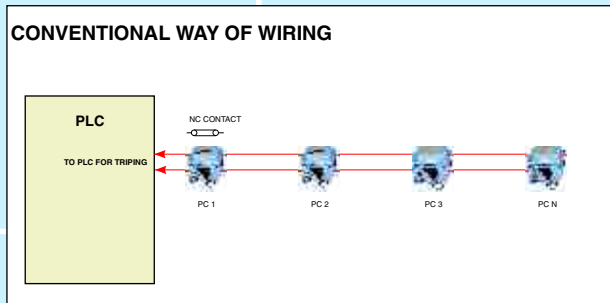 CONVENTIONAL WAY OF WIRING
PLC
NC CONTACT
TO PLC FOR TRIPING
PC 1
PC 2
PC 3
PC N